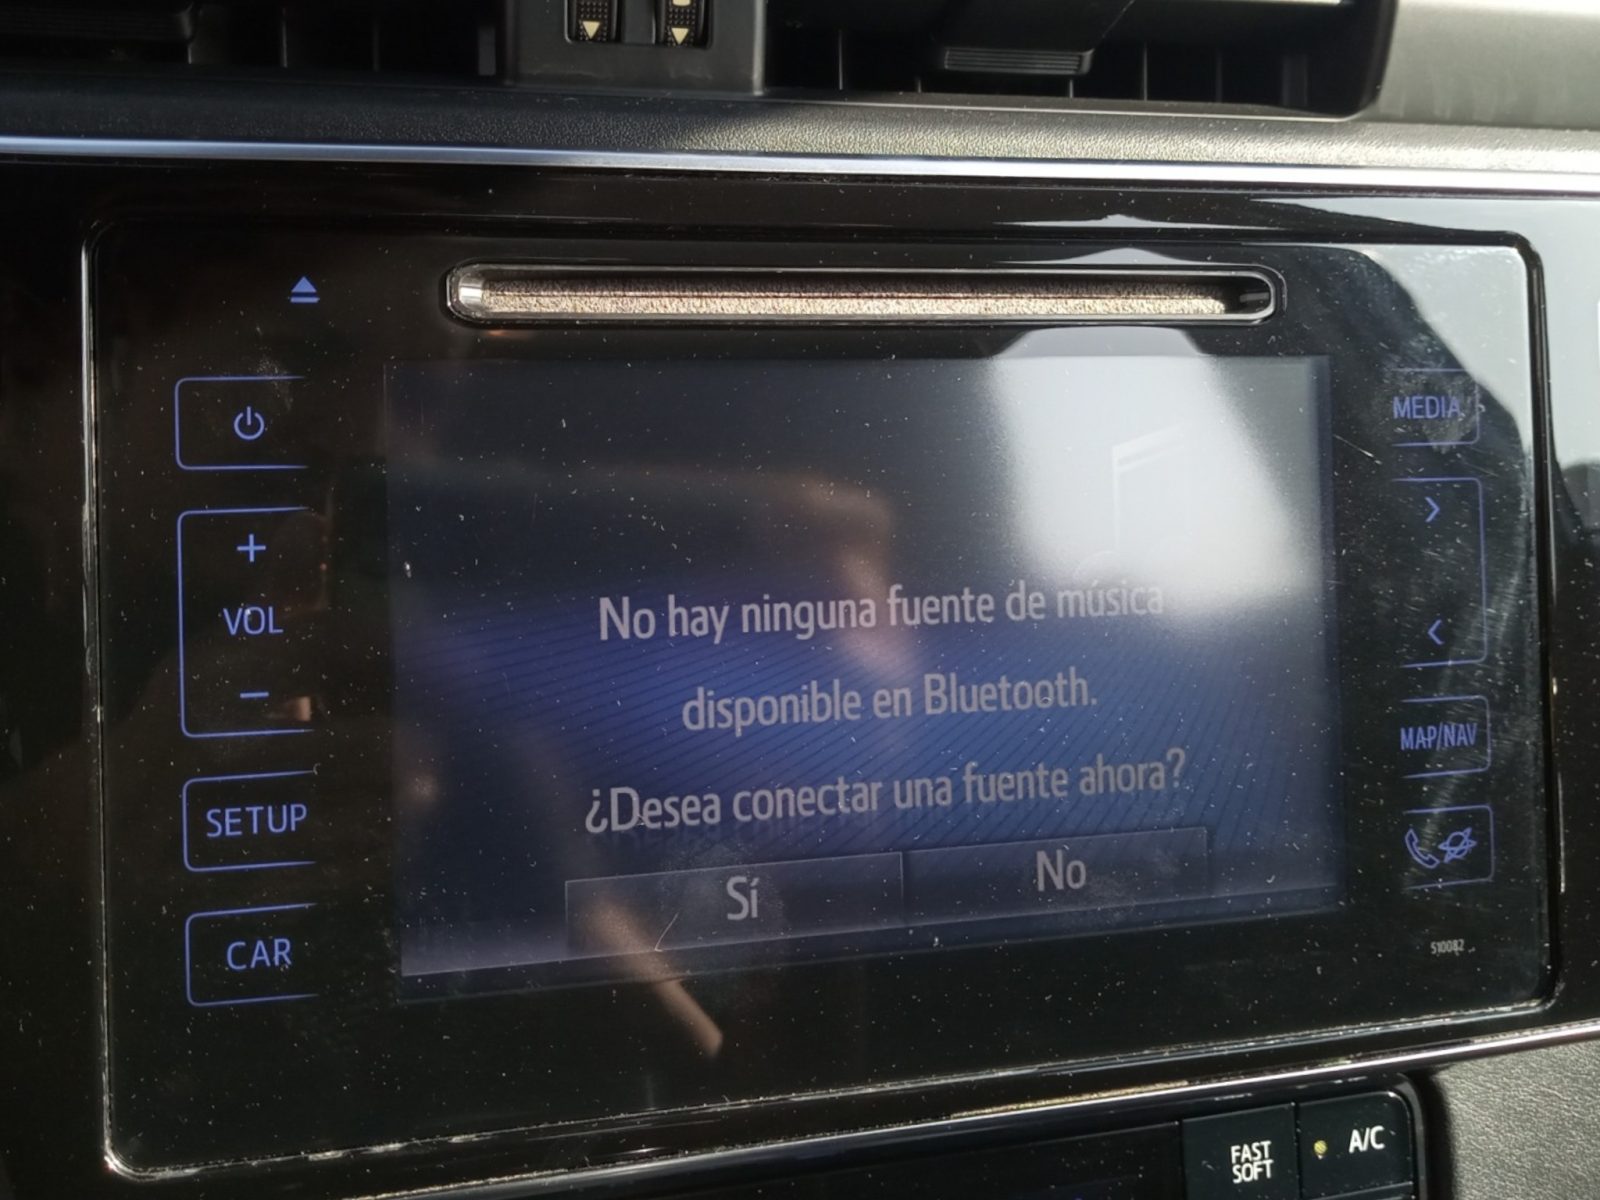 MEDIA
VOL
No hay ninguna fuente de música
disponible en Bluetooth.
¿Desea conectar una fuente ahora?
MAP/NAV
SETUP
Sí
No
CAR
510082
FAST
SOFT
A/C